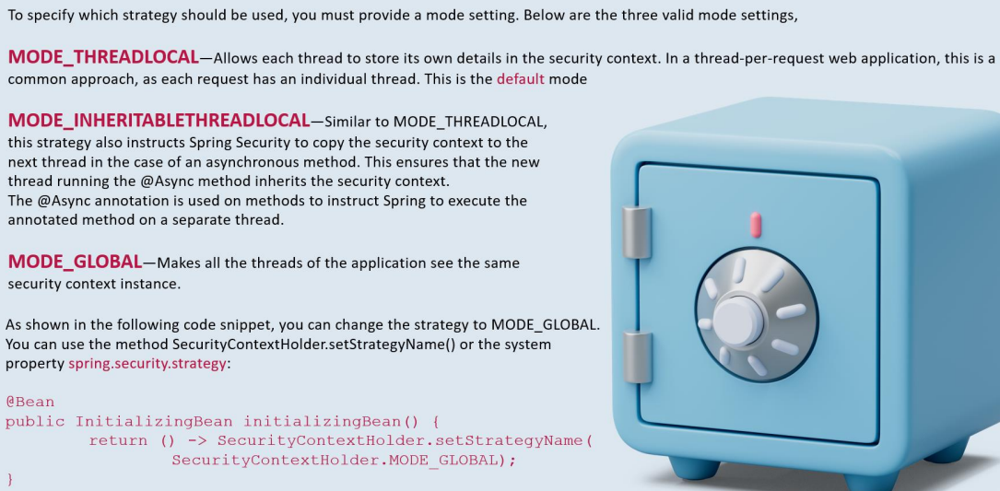 To specify which strategy should be used, you must provide a mode setting. Below are the three valid mode settings,
MODE_THREADLOCAL—Allows each thread to store its own details in the security context. In a thread-per-request web application, this is a
common approach, as each request has an individual thread. This is the default mode
MODE_INHERITABLETHREADLOCAL—Similar to MODE_THREADLOCAL,
this strategy also instructs Spring Security to copy the security context to the
next thread in the case of an asynchronous method. This ensures that the new
thread running the @Async method inherits the security context.
The @Async annotation is used on methods to instruct Spring to execute the
annotated method on a separate thread.
MODE_GLOBAL—Makes all the threads of the application see the same
security context instance.
As shown in the following code snippet, you can change the strategy to MODE_GLOBAL.
You can use the method SecurityContextHolder.setStrategyName() or the system
property spring.security.strategy:
@Bean
public InitializingBean initializingBean() {
return () -> SecurityContextHolder.setStrategyName(
SecurityContextHolder.MODE_GLOBAL);
}